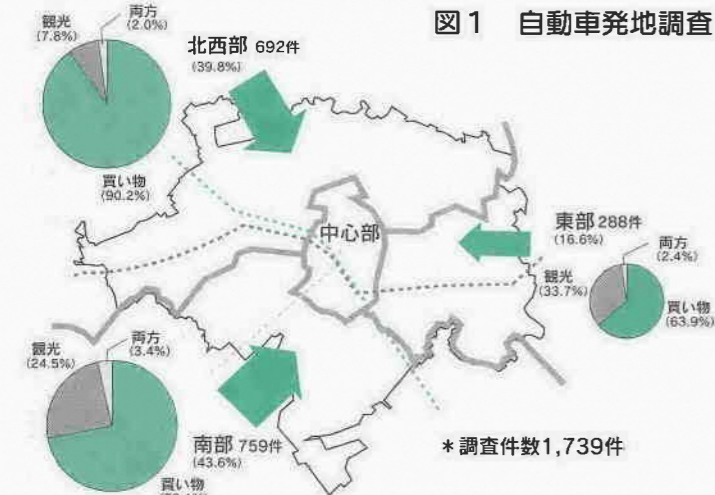 図1 自動車発地調査
両方
(2.0%)
観光
(7.8%)
北西部 692件
(39.8%)
買い物
(90.2%)
中心部
東部 288件
(16.6%)
両方
(2.4%)
観光
(33.7%)
買い物
(63.9%)
両方
(3.4%)
観光
(24.5%)
南部 759件
(43.6%)
買い物
*調査件数1,739件